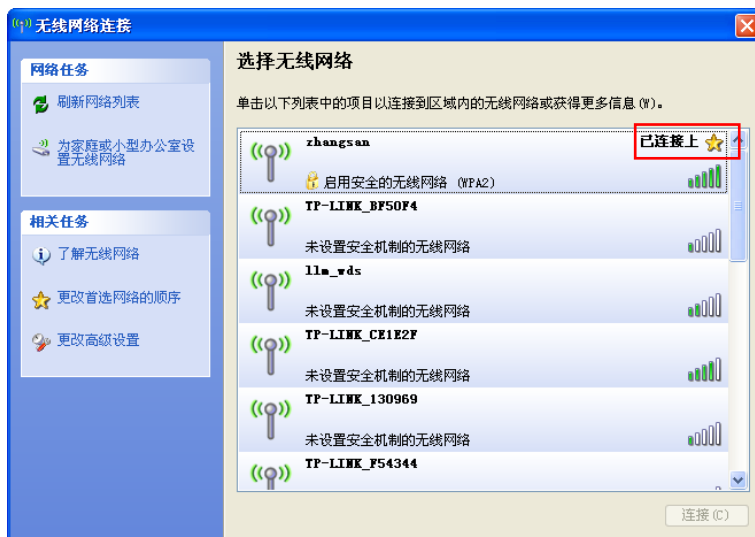 无线网络连接
网络任务
刷新网络列表
为家庭或小型办公室设
置无线网络
相关任务
了解无线网络
更改首选网络的顺序
更改高级设置
选择无线网络
单击以下列表中的项目以连接到区域内的无线网络或获得更多信息(W)。
zhangsan 已连接上
启用安全的无线网络 (WPA2)
TP-LINK_BF50F4
未设置安全机制的无线网络
llm_wds
未设置安全机制的无线网络
TP-LINK_CE1E2F
未设置安全机制的无线网络
TP-LINK_130969
未设置安全机制的无线网络
TP-LINK_F54344
连接(C)